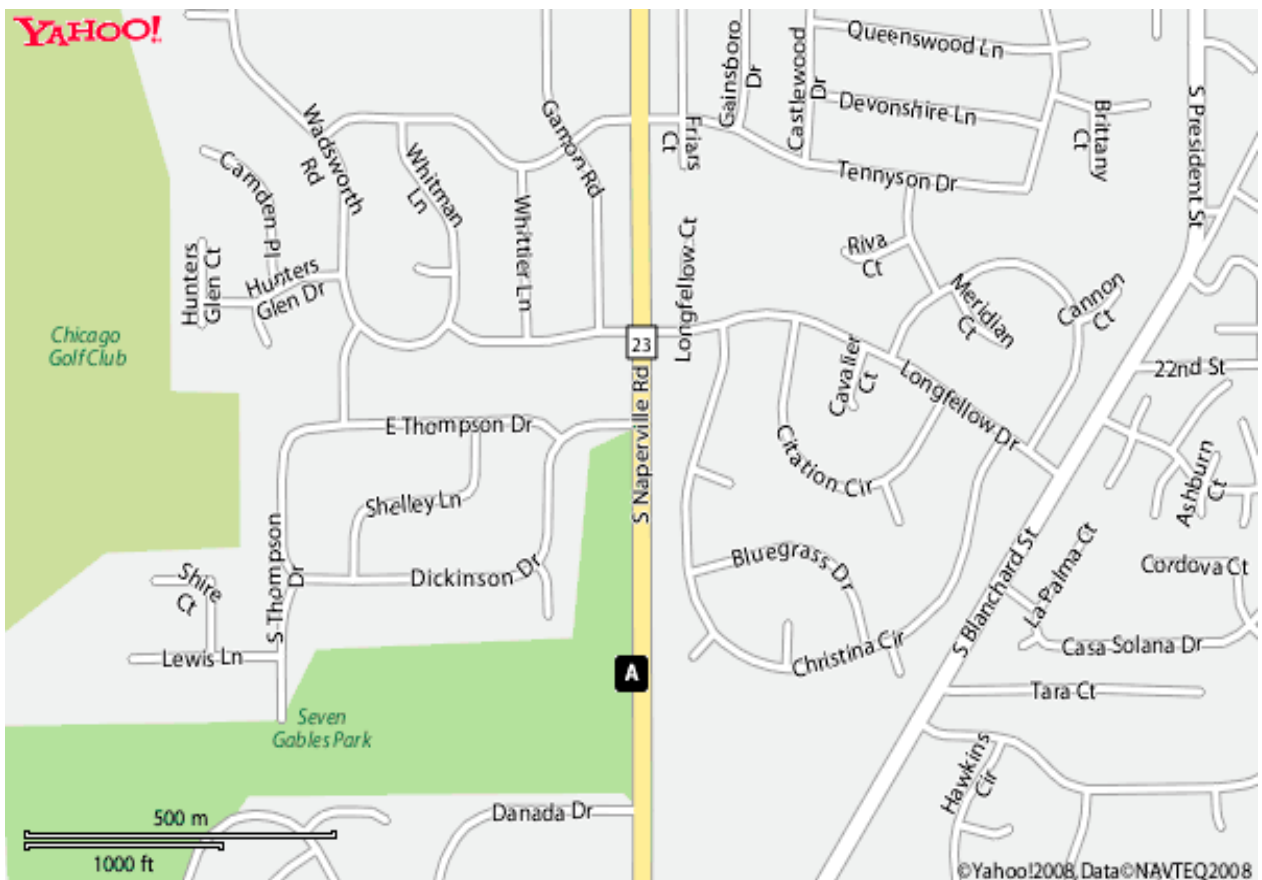 YAHOO!
Queenswood Ln
Gainsboro
Dr
Castlewood
Dr
Devonshire Ln
Brittany
Ct
S President St
Wadsworth
Rd
Whitman
Ln
Gamon Rd
Friars
Ct
Camden Pl
Tennyson Dr
Whittier Ln
Hunters
Glen Ct
Hunters
Glen Dr
Longfellow Ct
Riva
Ct
Meridian
Ct
Cannon
Ct
Chicago
Golf Club
23
Cavalier
Ct
22nd St
Longfellow Dr
E Thompson Dr
S Naperville Rd
Citation Cir
Ashburn
Ct
Shelley Ln
S Thompson
Dr
Dickinson Dr
Bluegrass Dr
La Palma Ct
Cordova Ct
Shire
Ct
S Blanchard St
Lewis Ln
Christina Cir
Casa Solana Dr
A
Tara Ct
Seven
Gables Park
Hawkins
Cir
Danada Dr
500 m
1000 ft
©Yahoo!2008, Data©NAVTEQ2008